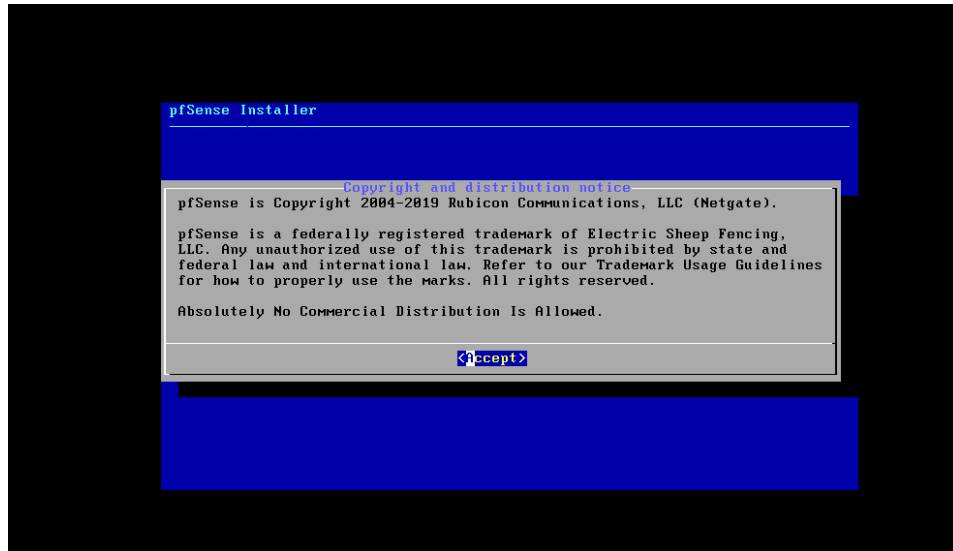 pfSense Installer
Copyright and distribution notice
pfSense is Copyright 2004-2019 Rubicon Communications, LLC (Netgate).
pfSense is a federally registered trademark of Electric Sheep Fencing,
LLC. Any unauthorized use of this trademark is prohibited by state and
federal law and international law. Refer to our Trademark Usage Guidelines
for how to properly use the marks. All rights reserved.
Absolutely No Commercial Distribution Is Allowed.
<Accept>